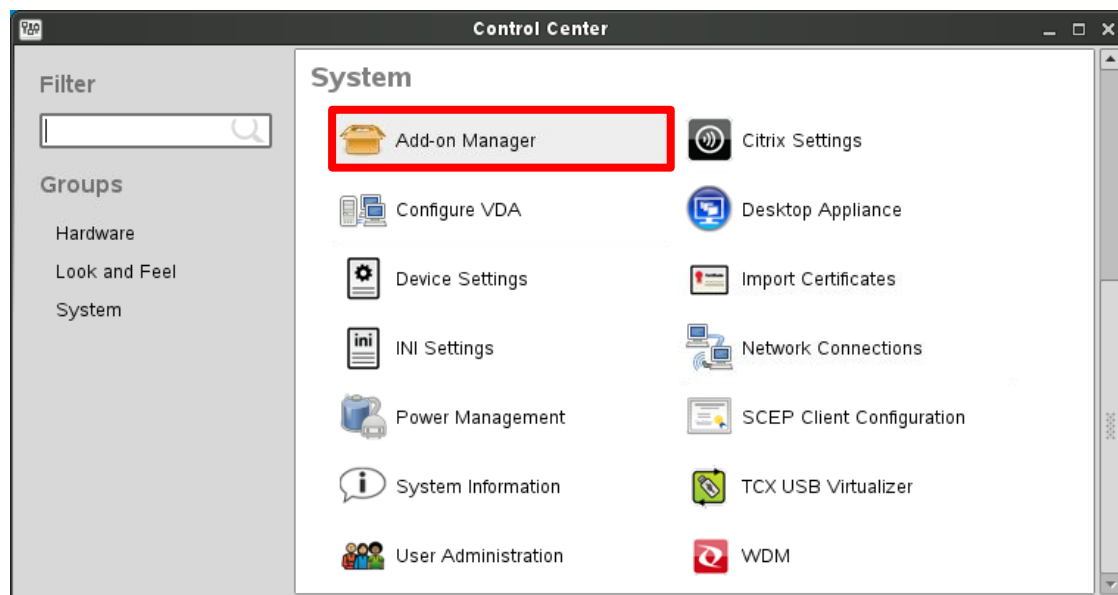 Control Center
Filter
Groups
Hardware
Look and Feel
System
System
Add-on Manager
Citrix Settings
Configure VDA
Desktop Appliance
Device Settings
Import Certificates
ini
INI Settings
Network Connections
Power Management
SCEP Client Configuration
System Information
TCX USB Virtualizer
User Administration
WDM